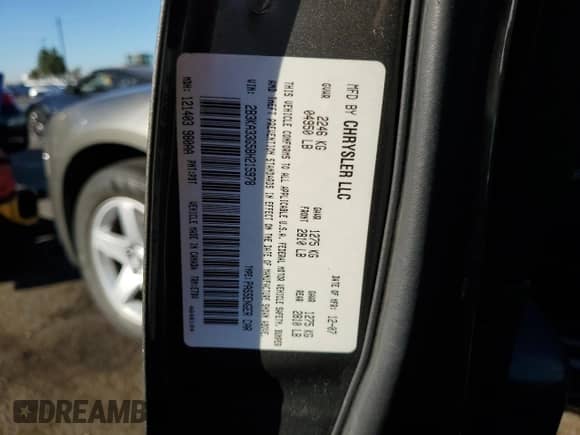 MFD BY CHRYSLER LLC
DATE OF MFR: 12-07
GVWR
2246 KG
04950 LB
GAWR FRONT
1275 KG
2810 LB
GAWR REAR
1275 KG
2810 LB
THIS VEHICLE CONFORMS TO ALL APPLICABLE U.S.A. FEDERAL MOTOR VEHICLE SAFETY, BUMPER
AND THEFT PREVENTION STANDARDS IN EFFECT ON THE DATE OF MANUFACTURE SHOWN ABOVE.
VIN: 2B3KA33G58H215978
TYPE: PASSENGER CAR
MDH: 121403 980AA
VEHICLE MADE IN CANADA
DREAMB